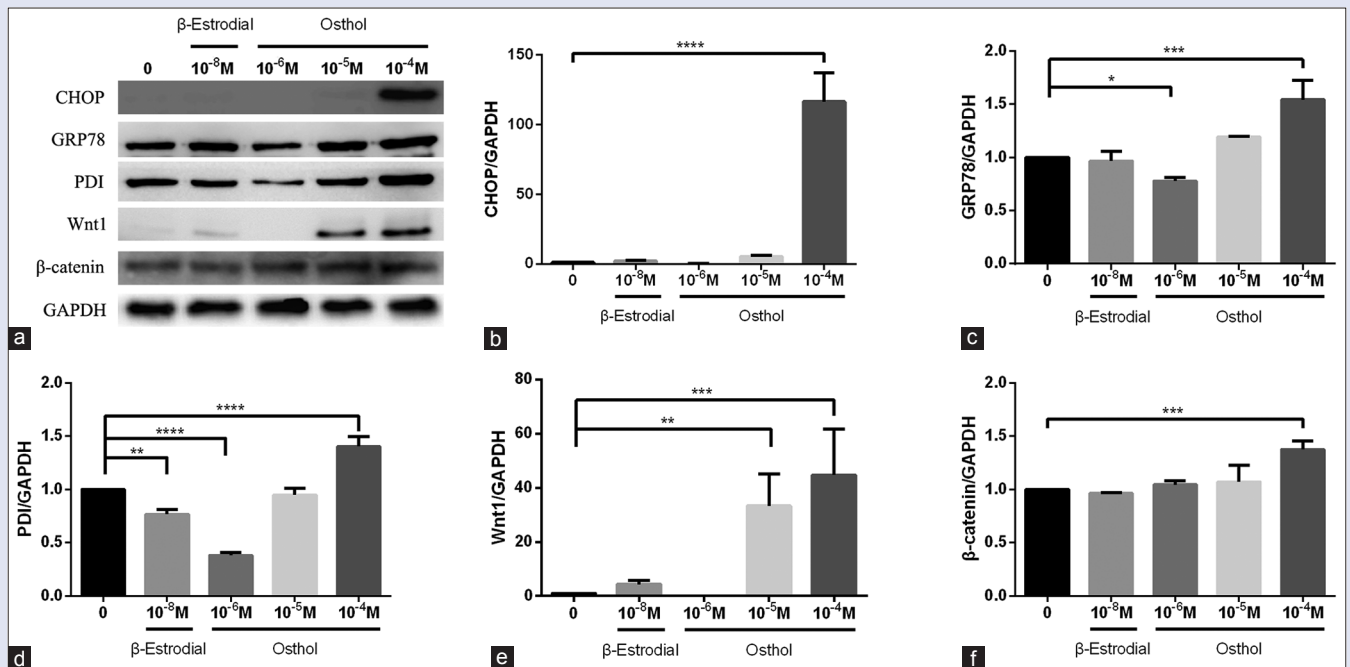 β-Estrodial Osthol
0 10⁻⁸M 10⁻⁶M 10⁻⁵M 10⁻⁴M
CHOP
GRP78
PDI
Wnt1
β-catenin
GAPDH
a
****
CHOP/GAPDH
150
100
50
0
0 10⁻⁸M 10⁻⁶M 10⁻⁵M 10⁻⁴M
β-Estrodial Osthol
b
***
*
GRP78/GAPDH
2.0
1.5
1.0
0.5
0.0
0 10⁻⁸M 10⁻⁶M 10⁻⁵M 10⁻⁴M
β-Estrodial Osthol
c
****
****
**
PDI/GAPDH
2.0
1.5
1.0
0.5
0.0
0 10⁻⁸M 10⁻⁶M 10⁻⁵M 10⁻⁴M
β-Estrodial Osthol
d
***
**
Wnt1/GAPDH
80
60
40
20
0
0 10⁻⁸M 10⁻⁶M 10⁻⁵M 10⁻⁴M
β-Estrodial Osthol
e
***
β-catenin/GAPDH
2.0
1.5
1.0
0.5
0.0
0 10⁻⁸M 10⁻⁶M 10⁻⁵M 10⁻⁴M
β-Estrodial Osthol
f